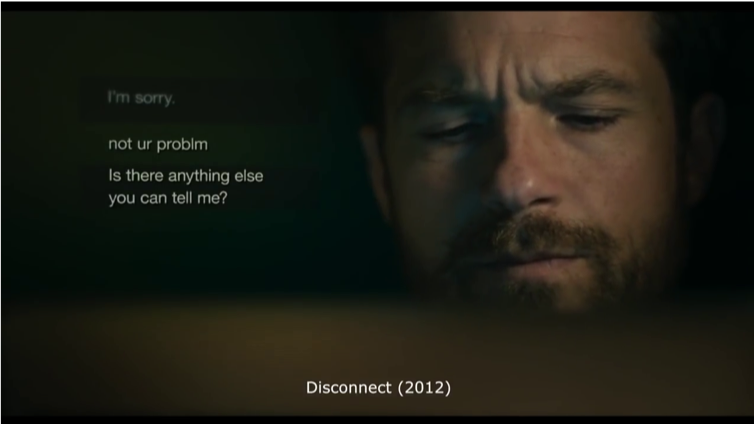 I'm sorry.
not ur problm
Is there anything else
you can tell me?
Disconnect (2012)